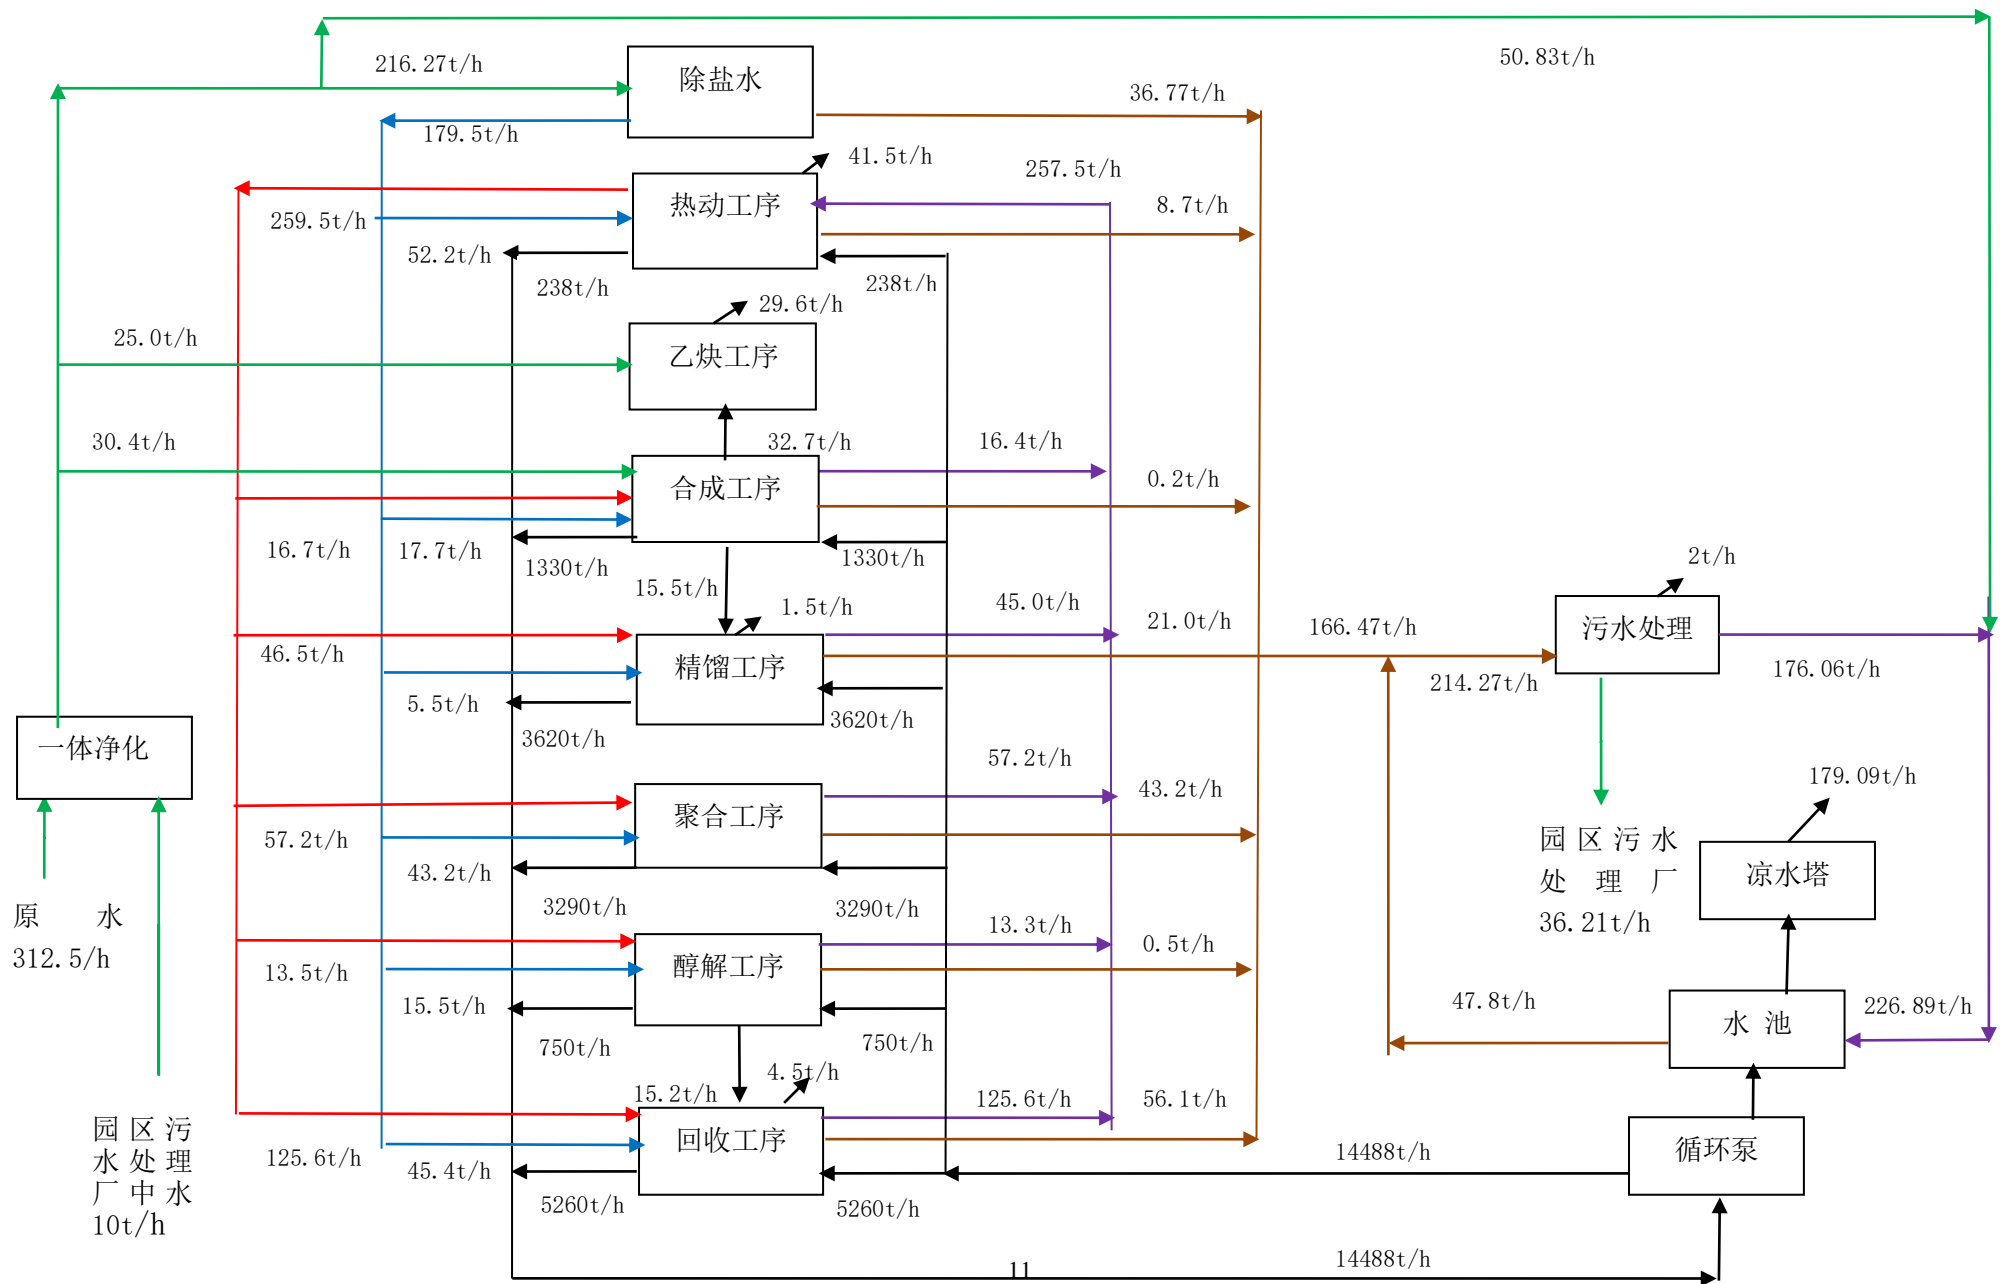 50.83t/h
216.27t/h
除盐水
36.77t/h
179.5t/h
41.5t/h
257.5t/h
热动工序
8.7t/h
259.5t/h
52.2t/h
238t/h
238t/h
29.6t/h
25.0t/h
乙炔工序
30.4t/h
32.7t/h
16.4t/h
合成工序
0.2t/h
16.7t/h
17.7t/h
1330t/h
1330t/h
15.5t/h
1.5t/h
45.0t/h
21.0t/h
166.47t/h
2t/h
污水处理
46.5t/h
精馏工序
214.27t/h
176.06t/h
5.5t/h
3620t/h
3620t/h
一体净化
57.2t/h
43.2t/h
179.09t/h
聚合工序
57.2t/h
43.2t/h
3290t/h
3290t/h
园区污水
处理厂
36.21t/h
凉水塔
原水
312.5/h
13.3t/h
0.5t/h
醇解工序
13.5t/h
15.5t/h
750t/h
750t/h
47.8t/h
226.89t/h
水池
15.2t/h
4.5t/h
125.6t/h
56.1t/h
园区污
水处理
厂中水
10t/h
回收工序
循环泵
125.6t/h
45.4t/h
5260t/h
5260t/h
14488t/h
14488t/h
11